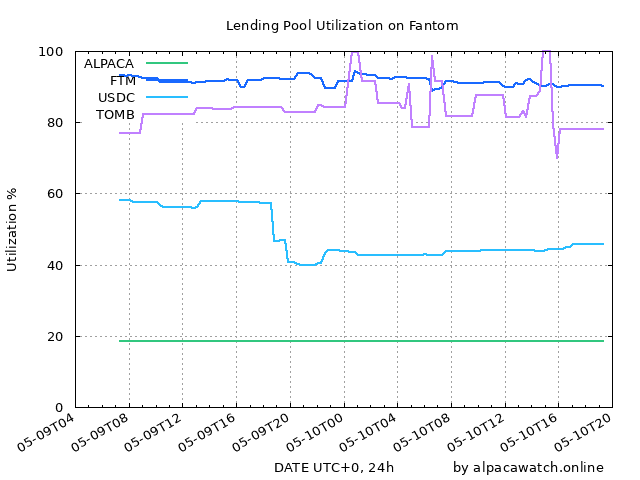 Lending Pool Utilization on Fantom
100
80
60
40
20
0
Utilization %
ALPACA
FTM
USDC
TOMB
05-09T04
05-09T08
05-09T12
05-09T16
05-09T20
05-10T00
05-10T04
05-10T08
05-10T12
05-10T16
05-10T20
DATE UTC+0, 24h
by alpacawatch.online